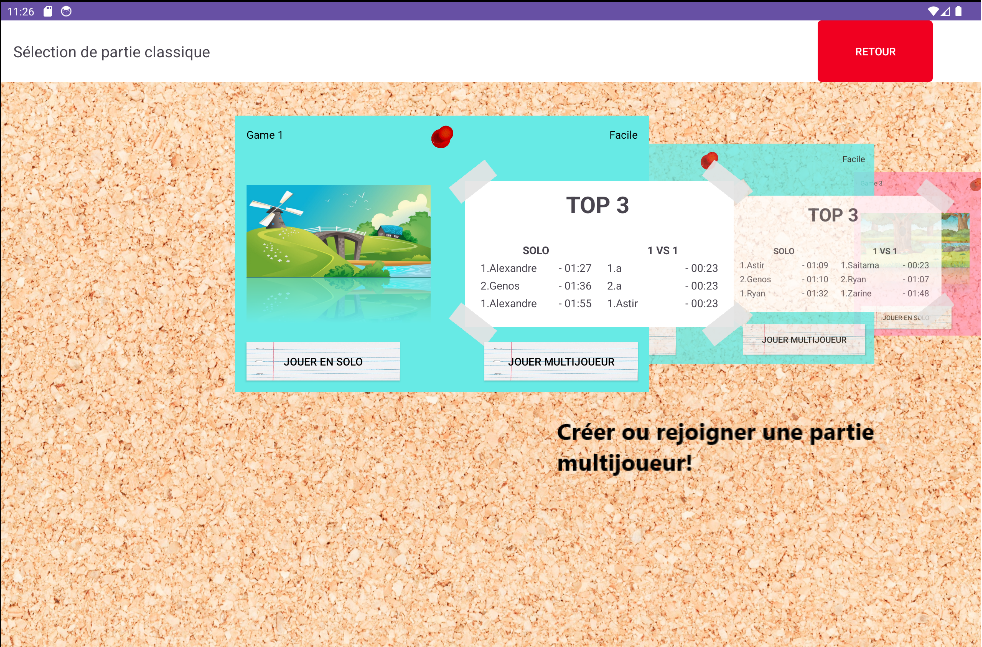 11:26
Sélection de partie classique
RETOUR
Game 1
Facile
TOP 3
SOLO
1 VS 1
1.Alexandre - 01:27 1.a - 00:23
2.Genos - 01:36 2.a - 00:23
1.Alexandre - 01:55 1.Astir - 00:23
JOUER EN SOLO
JOUER MULTIJOUEUR
Facile
TOP 3
SOLO
1 VS 1
1.Astir - 01:09 1.Saitama - 00:23
2.Genos - 01:10 2.Ryan - 01:07
1.Ryan - 01:32 1.Zarine - 01:48
JOUER MULTIJOUEUR
JOUER EN SOLO
Créer ou rejoigner une partie
multijoueur!